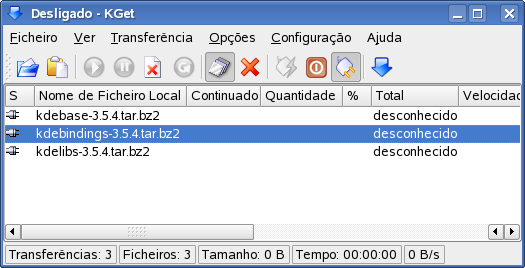 Desligado - KGet
Ficheiro Ver Transferência Opções Configuração Ajuda
S Nome de Ficheiro Local Continuado Quantidade % Total Velocidad
kdebase-3.5.4.tar.bz2 desconhecido
kdebindings-3.5.4.tar.bz2 desconhecido
kdelibs-3.5.4.tar.bz2 desconhecido
Transferências: 3 Ficheiros: 3 Tamanho: 0 B Tempo: 00:00:00 0 B/s